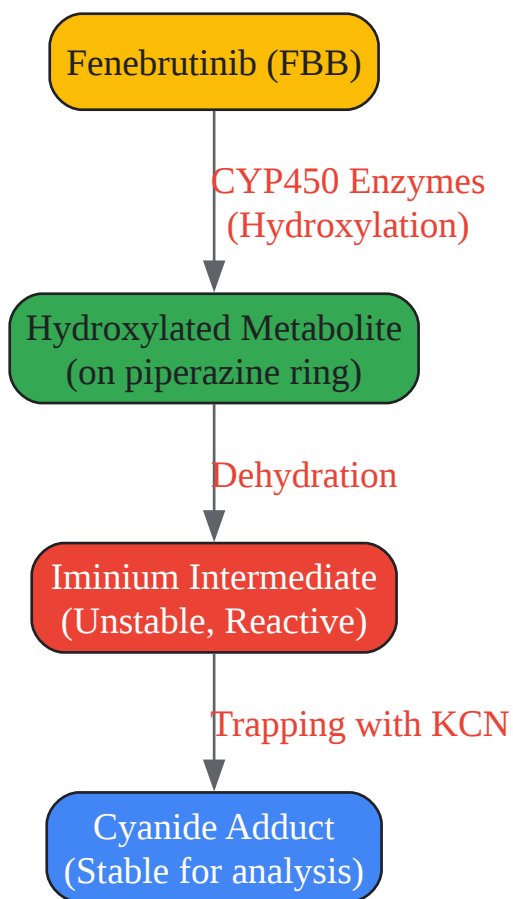 Fenebrutinib (FBB)
CYP450 Enzymes
(Hydroxylation)
Hydroxylated Metabolite
(on piperazine ring)
Dehydration
Iminium Intermediate
(Unstable, Reactive)
Trapping with KCN
Cyanide Adduct
(Stable for analysis)